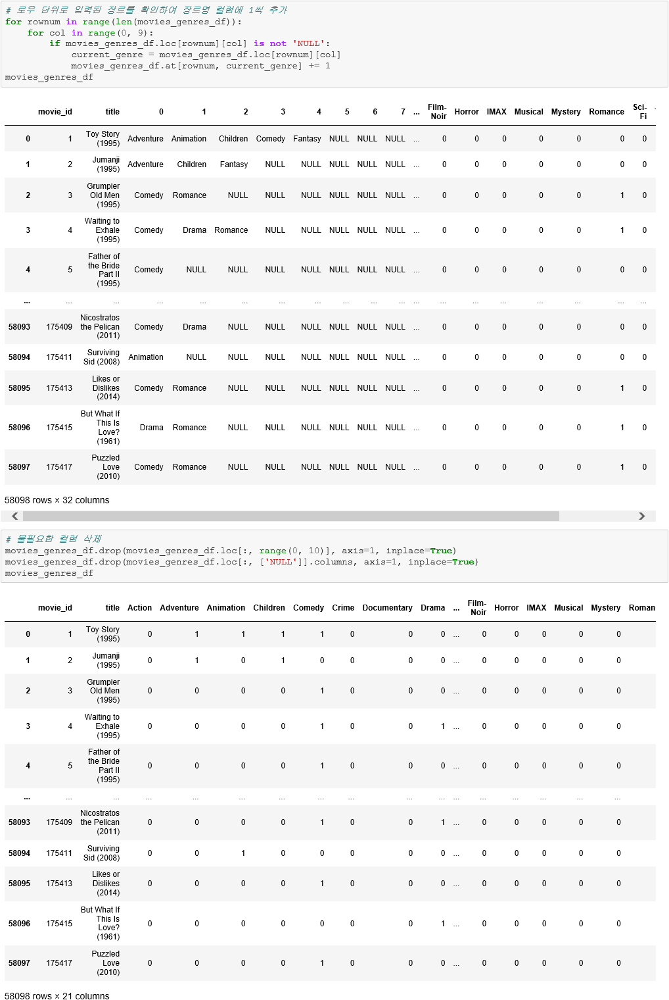 # 로우 단위로 입력된 장르를 확인하여 장르명 컬럼에 1씩 추가
for rownum in range(len(movies_genres_df)):
    for col in range(0, 9):
        if movies_genres_df.loc[rownum][col] is not 'NULL':
            current_genre = movies_genres_df.loc[rownum][col]
            movies_genres_df.at[rownum, current_genre] += 1
movies_genres_df
movie_id title 0 1 2 3 4 5 6 7 ... Film-Noir Horror IMAX Musical Mystery Romance Sci-Fi
0 1 Toy Story (1995) Adventure Animation Children Comedy Fantasy NULL NULL NULL ... 0 0 0 0 0 0 0
1 2 Jumanji (1995) Adventure Children Fantasy NULL NULL NULL NULL NULL ... 0 0 0 0 0 0 0
2 3 Grumpier Old Men (1995) Comedy Romance NULL NULL NULL NULL NULL NULL ... 0 0 0 0 0 1 0
3 4 Waiting to Exhale (1995) Comedy Drama Romance NULL NULL NULL NULL NULL ... 0 0 0 0 0 1 0
4 5 Father of the Bride Part II (1995) Comedy NULL NULL NULL NULL NULL NULL NULL ... 0 0 0 0 0 0 0
... ... ... ... ... ... ... ... ... ... ... ... ... ... ... ... ... ... ...
58093 175409 Nicostratos the Pelican (2011) Comedy Drama NULL NULL NULL NULL NULL NULL ... 0 0 0 0 0 0 0
58094 175411 Surviving Sid (2008) Animation NULL NULL NULL NULL NULL NULL NULL ... 0 0 0 0 0 0 0
58095 175413 Likes or Dislikes (2014) Comedy Romance NULL NULL NULL NULL NULL NULL ... 0 0 0 0 0 1 0
58096 175415 But What If This Is Love? (1961) Drama Romance NULL NULL NULL NULL NULL NULL ... 0 0 0 0 0 1 0
58097 175417 Puzzled Love (2010) Comedy Romance NULL NULL NULL NULL NULL NULL ... 0 0 0 0 0 1 0
58098 rows × 32 columns
# 불필요한 컬럼 삭제
movies_genres_df.drop(movies_genres_df.loc[:, range(0, 10)], axis=1, inplace=True)
movies_genres_df.drop(movies_genres_df.loc[:, ['NULL']].columns, axis=1, inplace=True)
movies_genres_df
movie_id title Action Adventure Animation Children Comedy Crime Documentary Drama ... Film-Noir Horror IMAX Musical Mystery Roman
0 1 Toy Story (1995) 0 1 1 1 1 0 0 0 ... 0 0 0 0 0
1 2 Jumanji (1995) 0 1 0 1 0 0 0 0 ... 0 0 0 0 0
2 3 Grumpier Old Men (1995) 0 0 0 0 1 0 0 0 ... 0 0 0 0 0
3 4 Waiting to Exhale (1995) 0 0 0 0 1 0 0 1 ... 0 0 0 0 0
4 5 Father of the Bride Part II (1995) 0 0 0 0 1 0 0 0 ... 0 0 0 0 0
... ... ... ... ... ... ... ... ... ... ... ... ... ... ... ... ...
58093 175409 Nicostratos the Pelican (2011) 0 0 0 0 1 0 0 1 ... 0 0 0 0 0
58094 175411 Surviving Sid (2008) 0 0 1 0 0 0 0 0 ... 0 0 0 0 0
58095 175413 Likes or Dislikes (2014) 0 0 0 0 1 0 0 0 ... 0 0 0 0 0
58096 175415 But What If This Is Love? (1961) 0 0 0 0 0 0 0 1 ... 0 0 0 0 0
58097 175417 Puzzled Love (2010) 0 0 0 0 1 0 0 0 ... 0 0 0 0 0
58098 rows × 21 columns